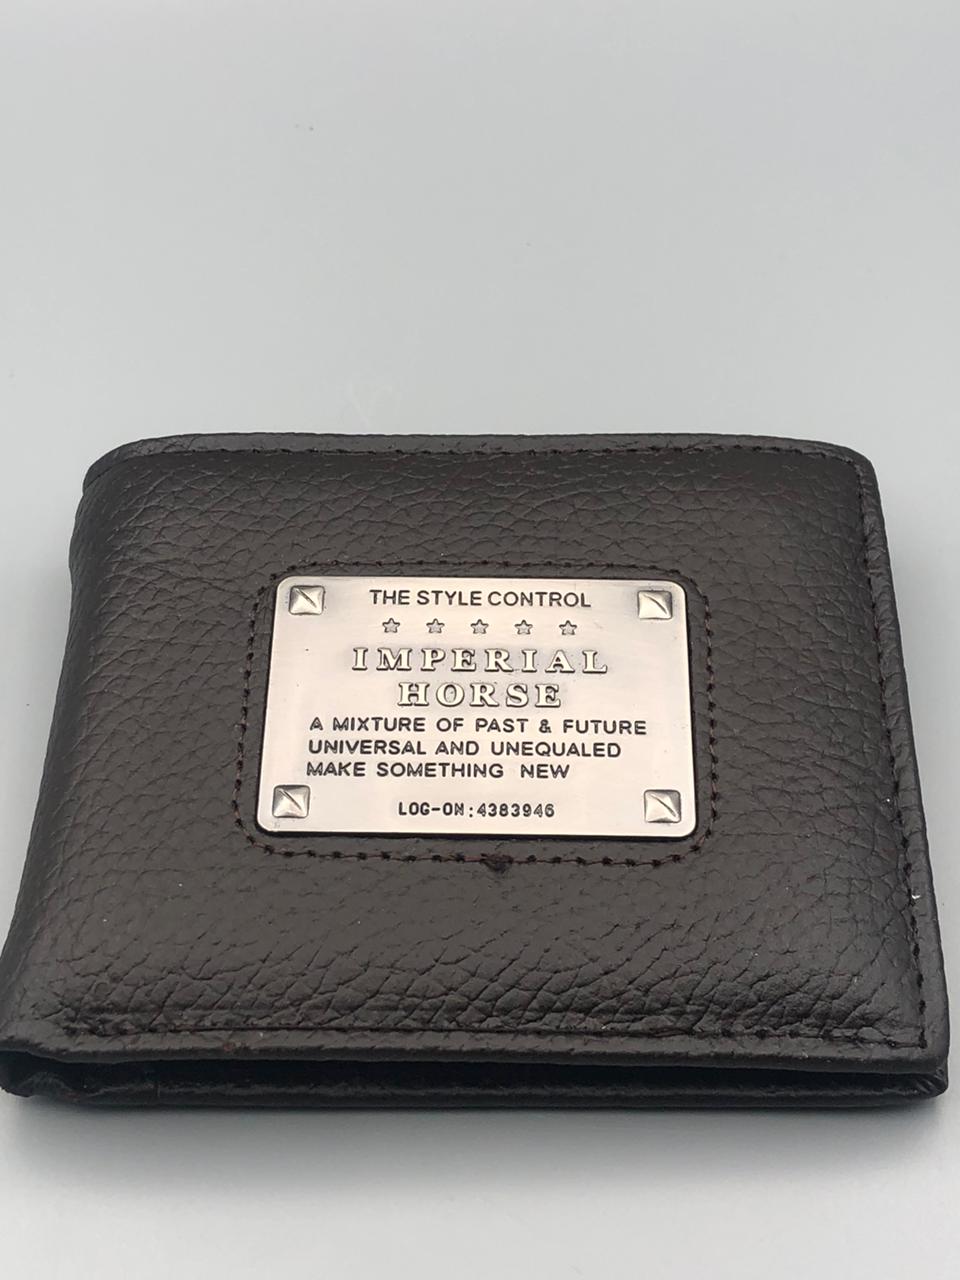 THE STYLE CONTROL
IMPERIAL
HORSE
A MIXTURE OF PAST & FUTURE
UNIVERSAL AND UNEQUALED
MAKE SOMETHING NEW
LOG-ON:4383946